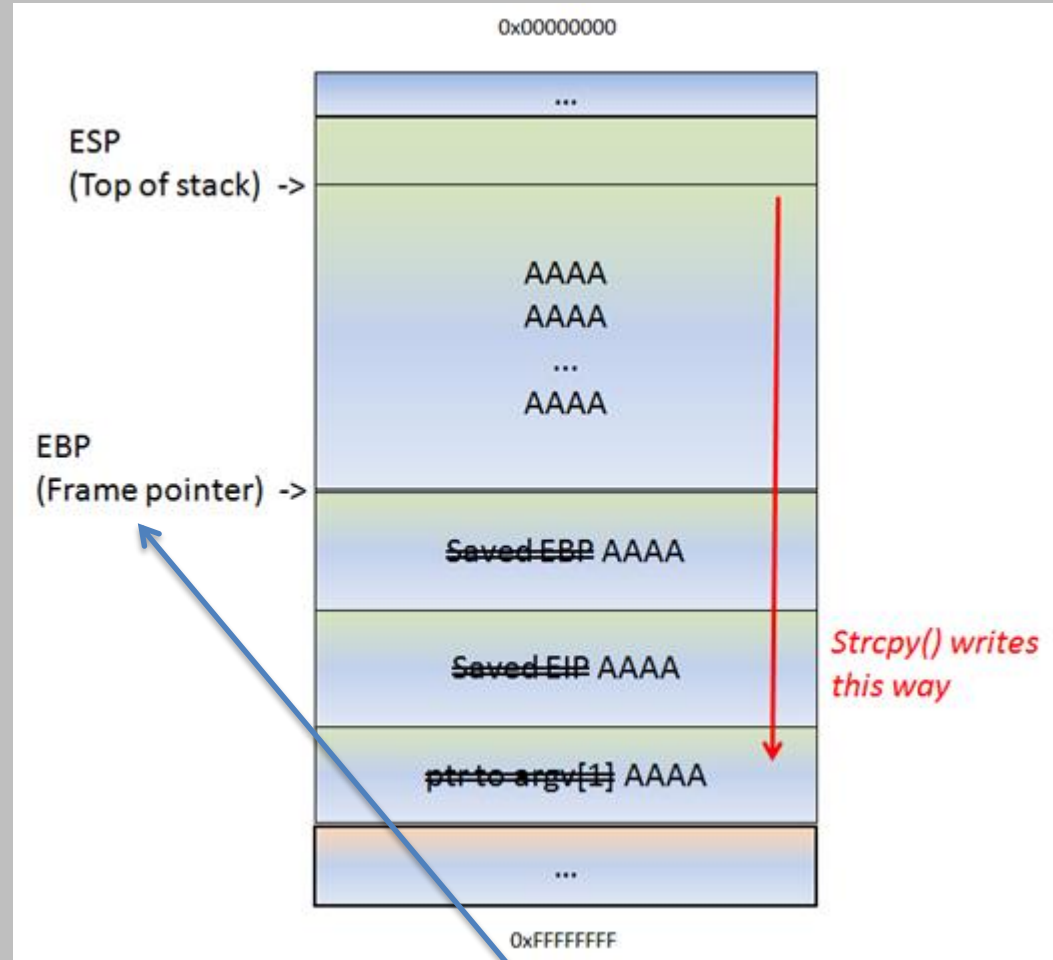 0x00000000
...
ESP
(Top of stack) ->
AAAA
AAAA
...
AAAA
EBP
(Frame pointer) ->
Saved EBP AAAA
Saved EIP AAAA
Strcpy() writes
this way
ptr to argv[1] AAAA
...
0xFFFFFFFF